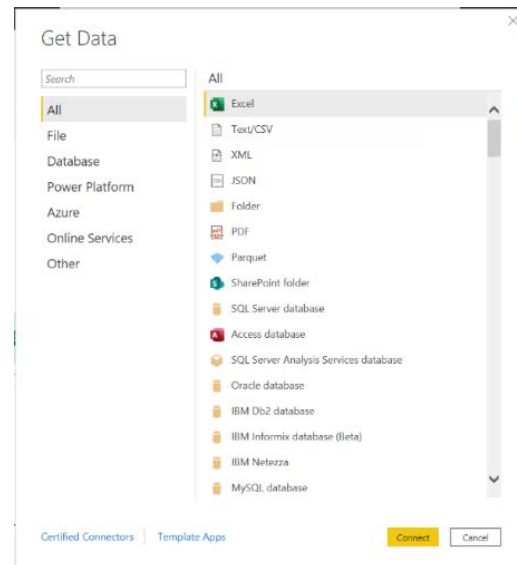 Get Data
Search
All
File
Database
Power Platform
Azure
Online Services
Other
All
Excel
Text/CSV
XML
JSON
Folder
PDF
Parquet
SharePoint folder
SQL Server database
Access database
SQL Server Analysis Services database
Oracle database
IBM Db2 database
IBM Informix database (Beta)
IBM Netezza
MySQL database
Certified Connectors
Template Apps
Connect
Cancel